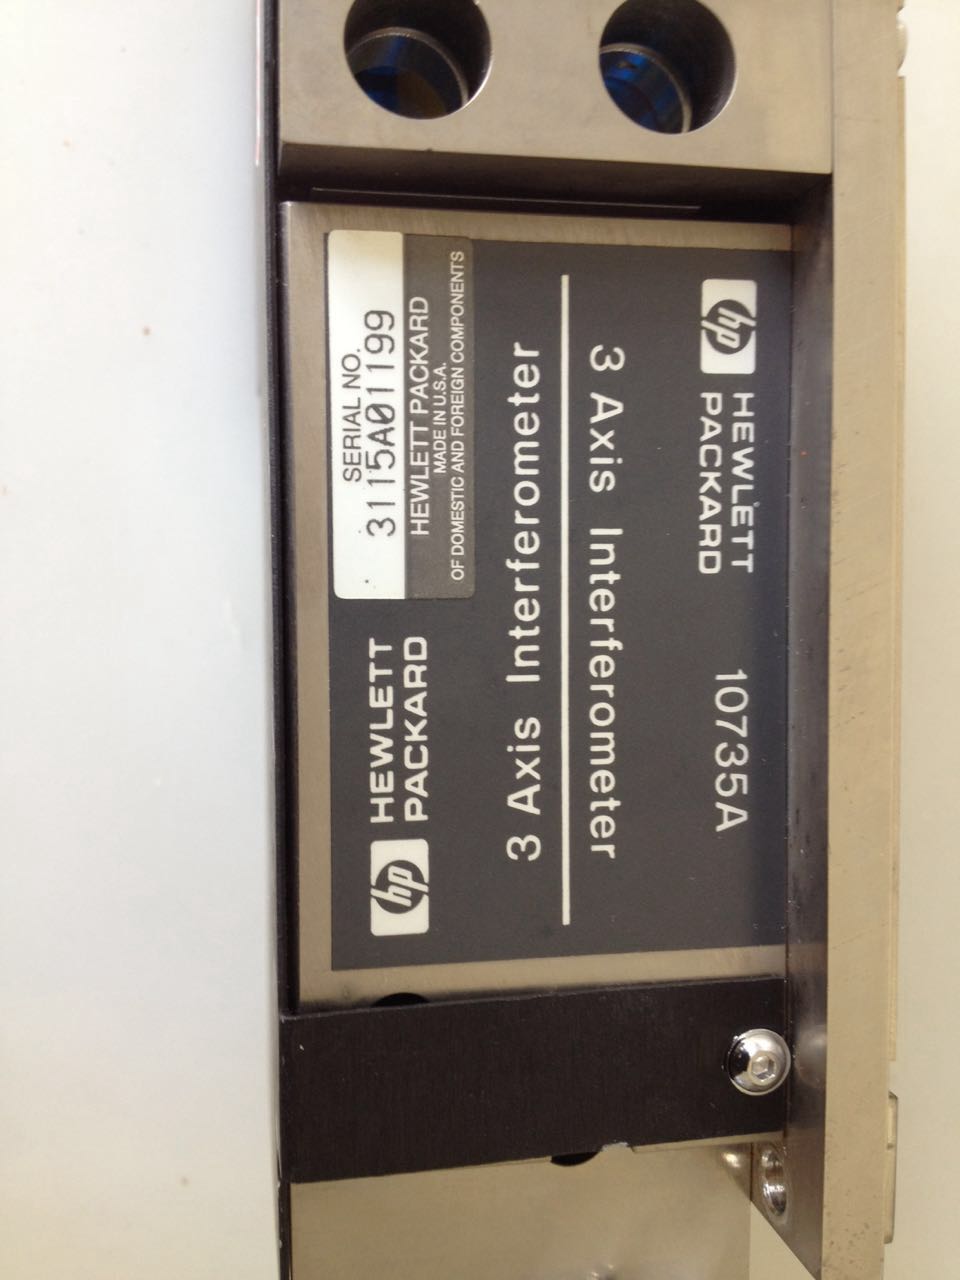 hp HEWLETT
PACKARD
SERIAL NO.
3115A01199
HEWLETT PACKARD
MADE IN U.S.A.
OF DOMESTIC AND FOREIGN COMPONENTS
3 Axis Interferometer
3 Axis Interferometer
hp HEWLETT
PACKARD
10735A